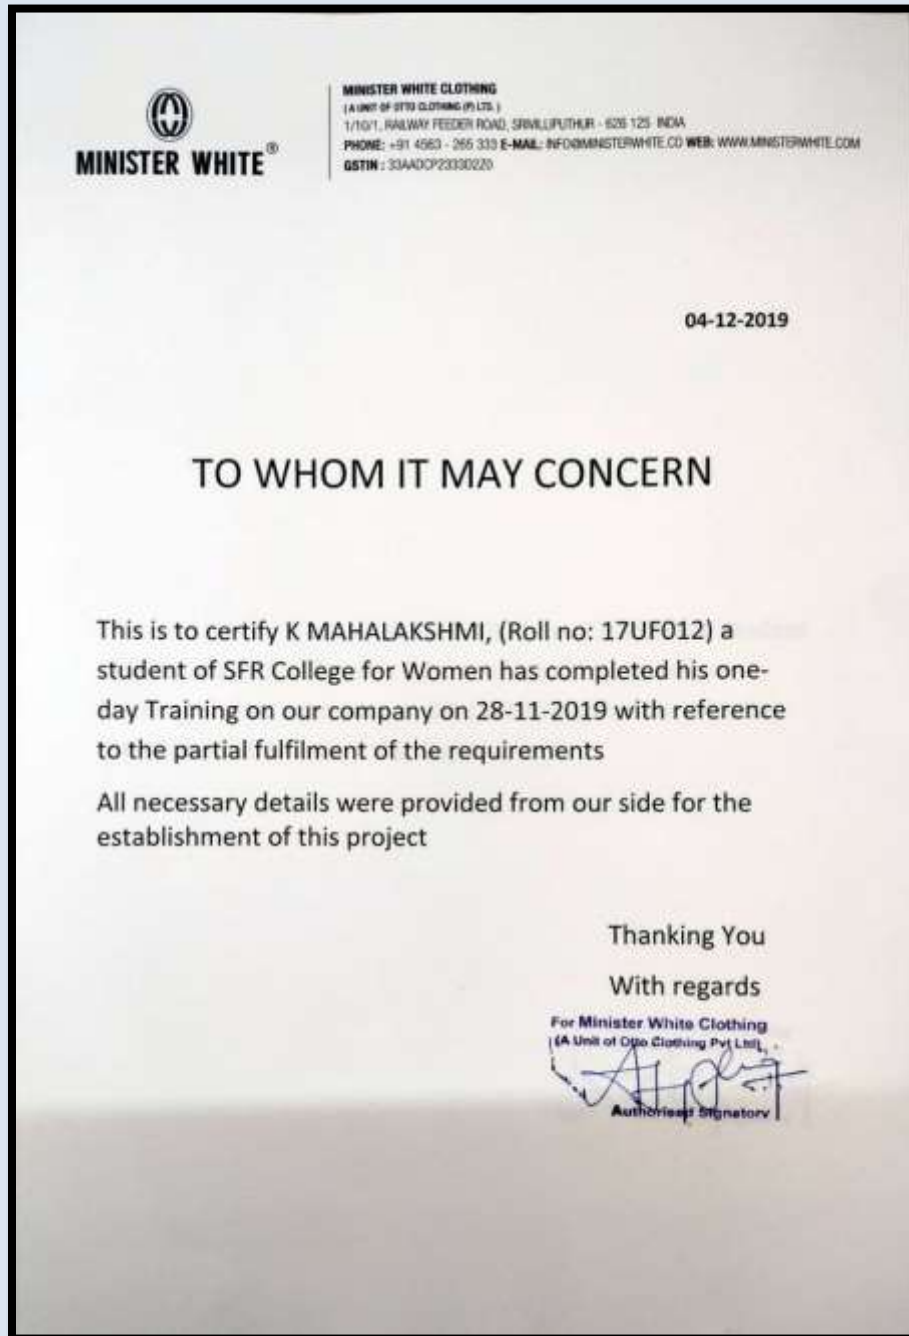 MINISTER WHITE®
MINISTER WHITE CLOTHING
( A UNIT OF OTTO CLOTHING (P) LTD. )
1/10/1, RAILWAY FEEDER ROAD, SRIVILLIPUTHUR - 626 125 INDIA
PHONE: +91 4563 - 265 333 E-MAIL: INFO@MINISTERWHITE.CO WEB: WWW.MINISTERWHITE.COM
GSTIN :
04-12-2019
TO WHOM IT MAY CONCERN
This is to certify K MAHALAKSHMI, (Roll no: 17UF012) a
student of SFR College for Women has completed his one-
day Training on our company on 28-11-2019 with reference
to the partial fulfilment of the requirements
All necessary details were provided from our side for the
establishment of this project
Thanking You
With regards
For Minister White Clothing
(A Unit of Otto Clothing Pvt Ltd)
Authorised Signatory